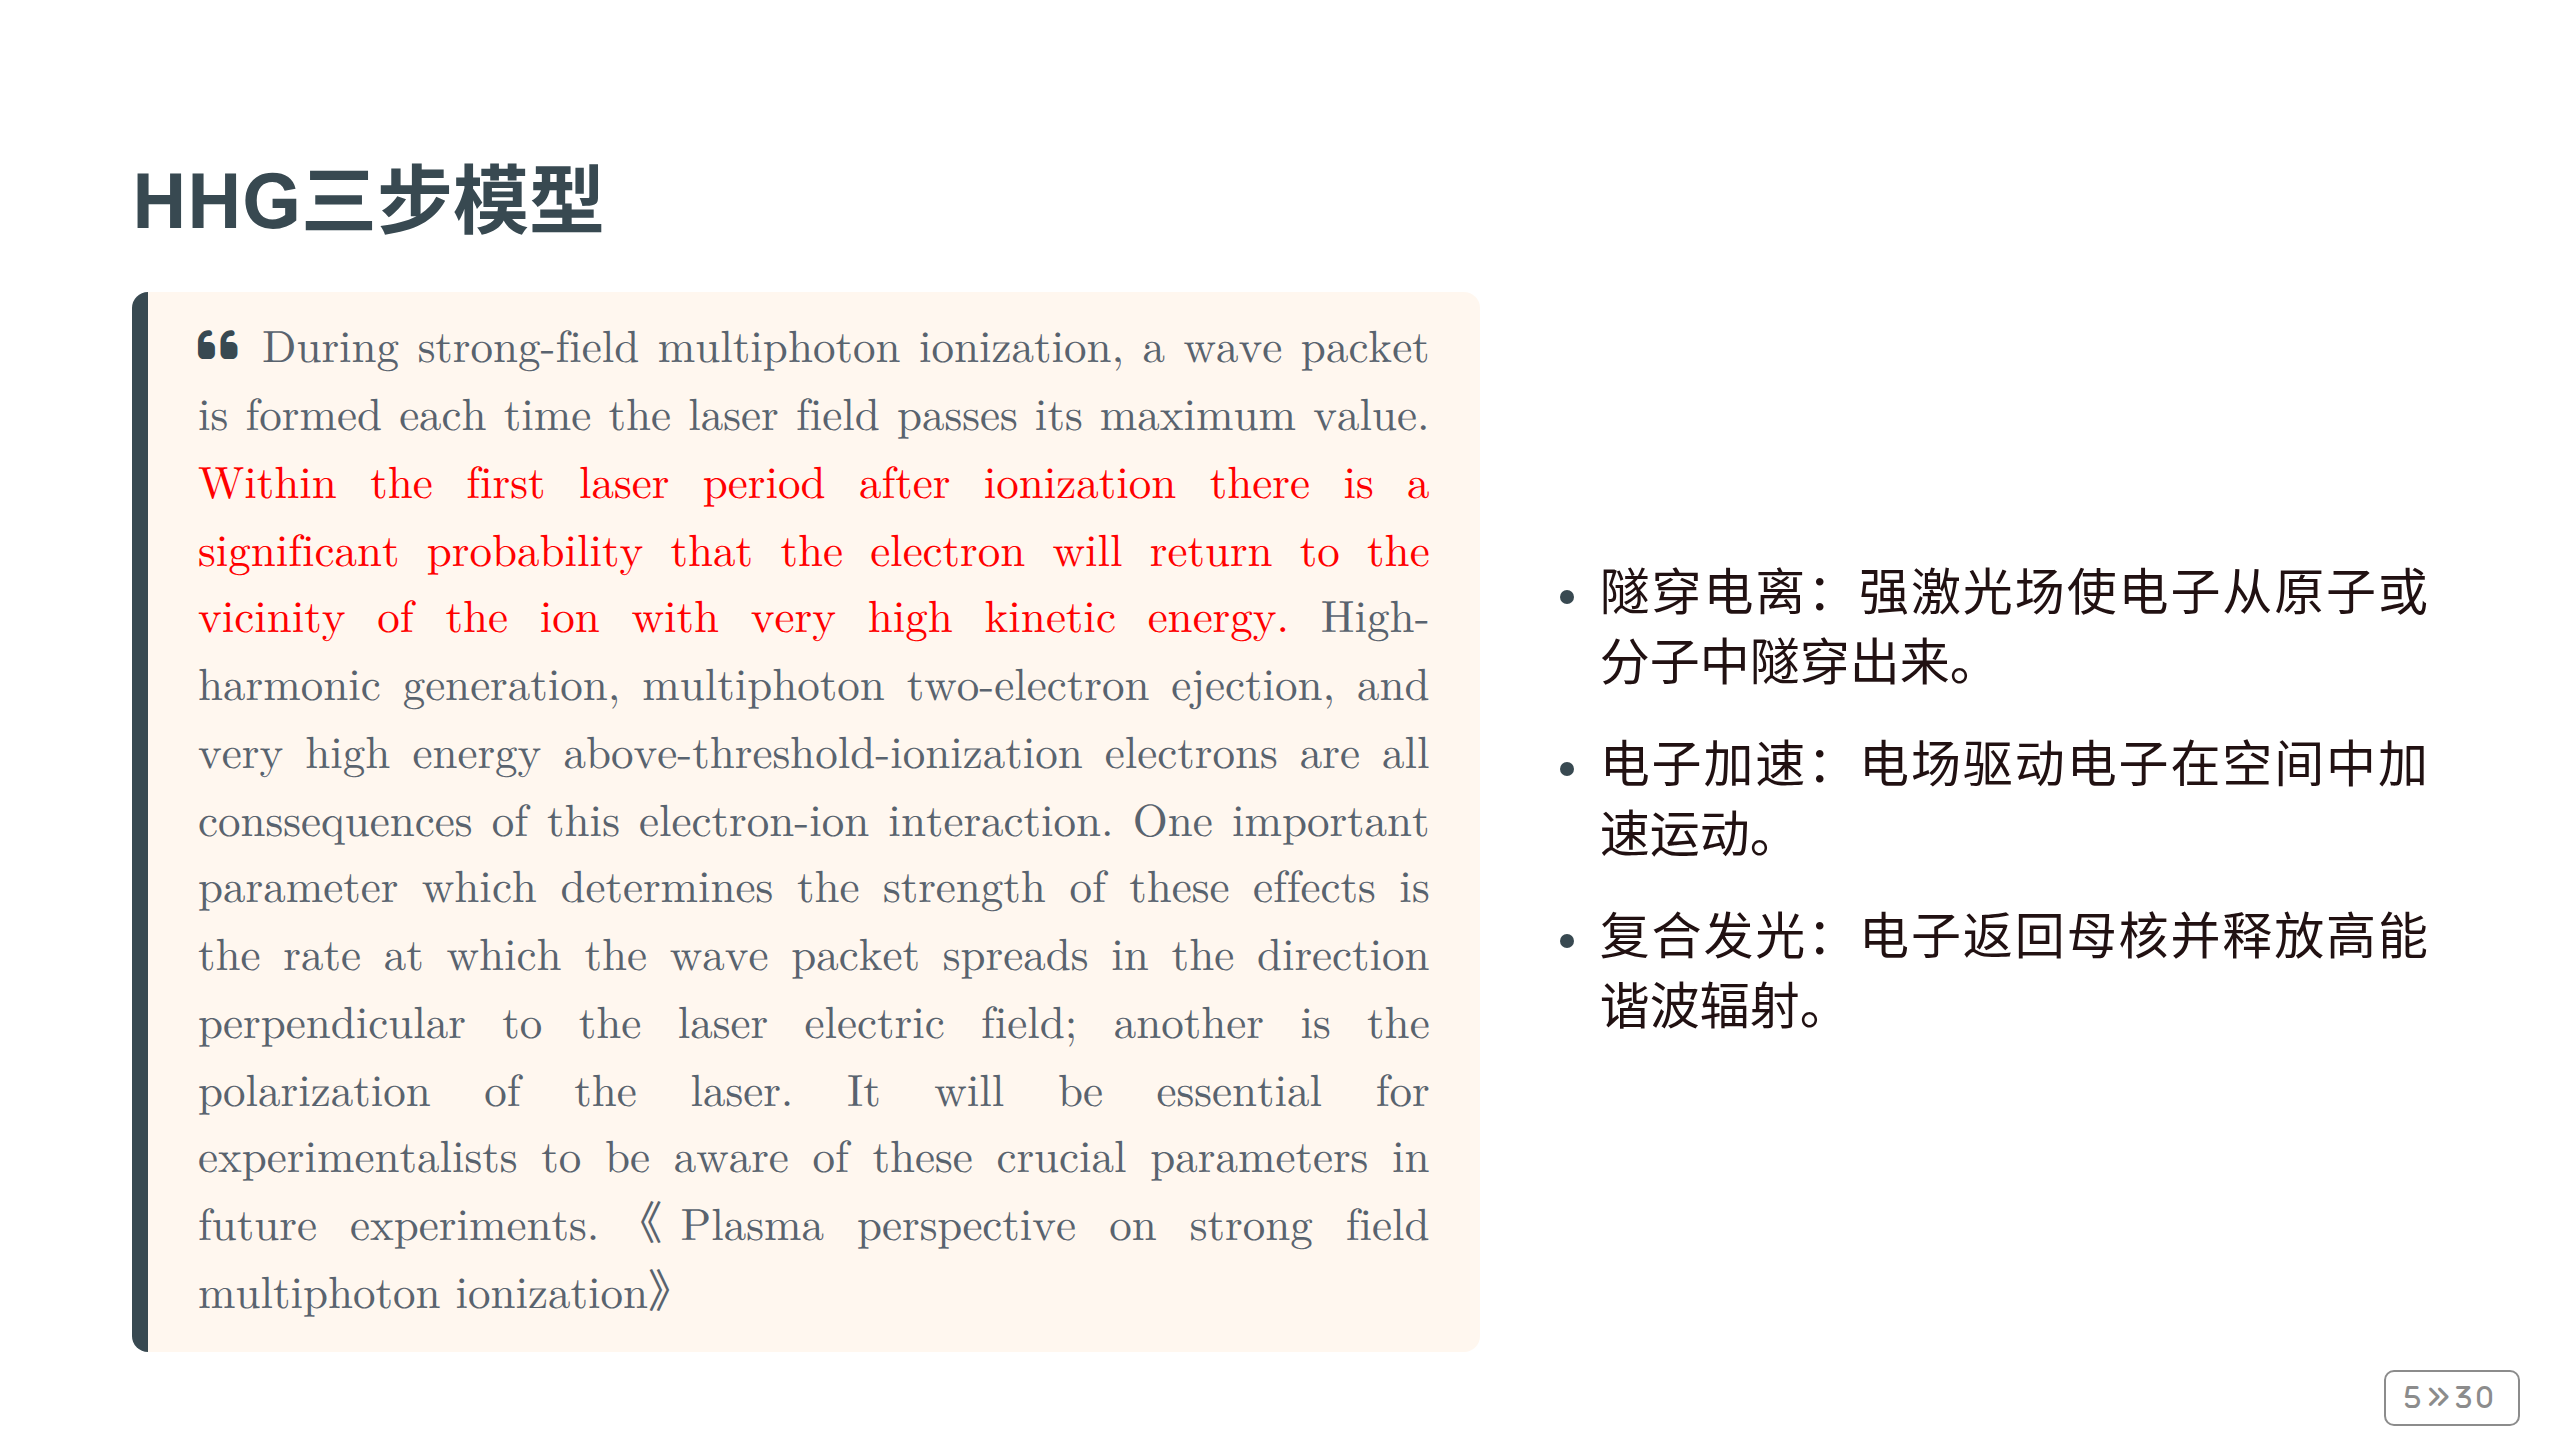 HHG三步模型
“ During strong-field multiphoton ionization, a wave packet
is formed each time the laser field passes its maximum value.
Within the first laser period after ionization there is a
significant probability that the electron will return to the
vicinity of the ion with very high kinetic energy. High-
harmonic generation, multiphoton two-electron ejection, and
very high energy above-threshold-ionization electrons are all
conssequences of this electron-ion interaction. One important
parameter which determines the strength of these effects is
the rate at which the wave packet spreads in the direction
perpendicular to the laser electric field; another is the
polarization of the laser. It will be essential for
experimentalists to be aware of these crucial parameters in
future experiments.《Plasma perspective on strong field
multiphoton ionization》
• 隧穿电离：强激光场使电子从原子或
分子中隧穿出来。
• 电子加速：电场驱动电子在空间中加
速运动。
• 复合发光：电子返回母核并释放高能
谐波辐射。
5»30